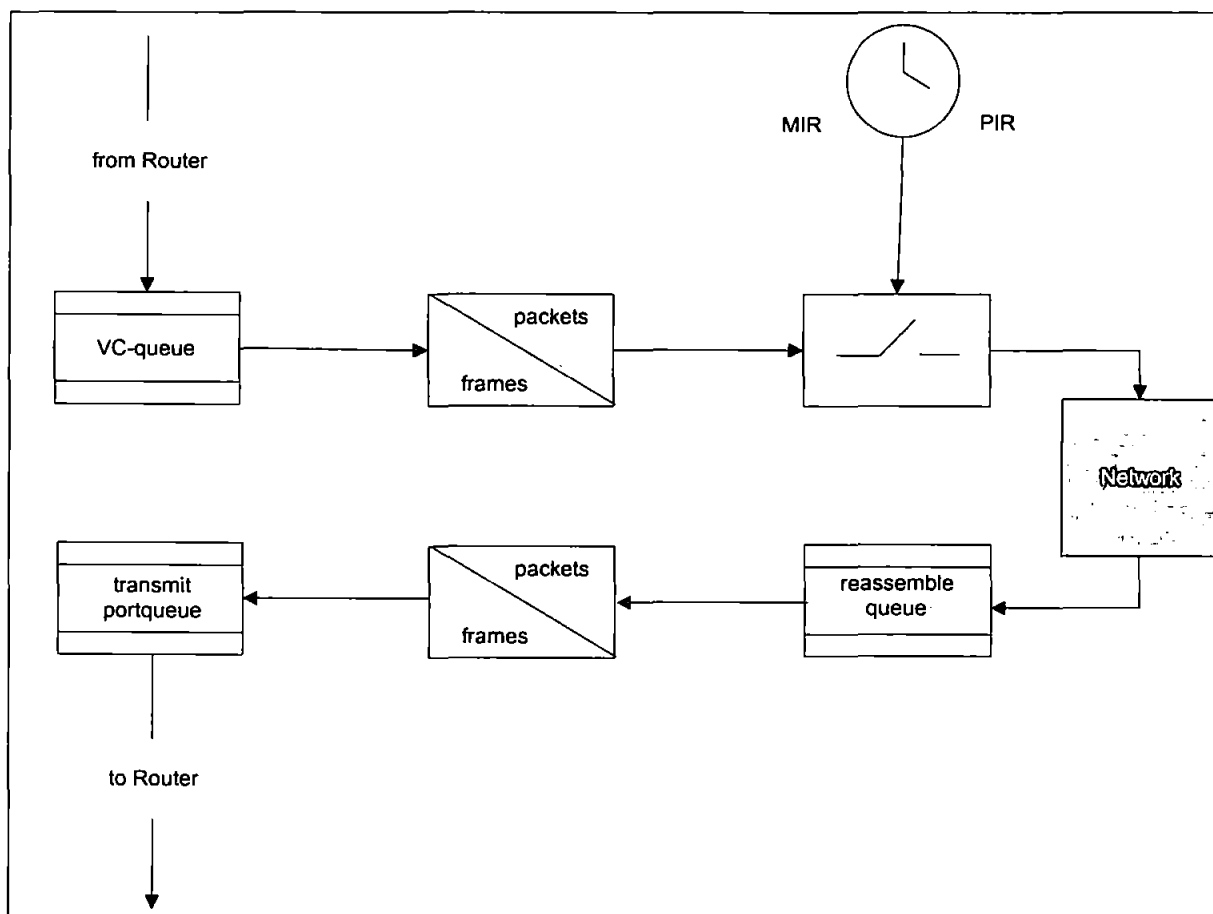 MIR
PIR
from Router
VC-queue
packets
frames
Network
transmit
portqueue
packets
frames
reassemble
queue
to Router